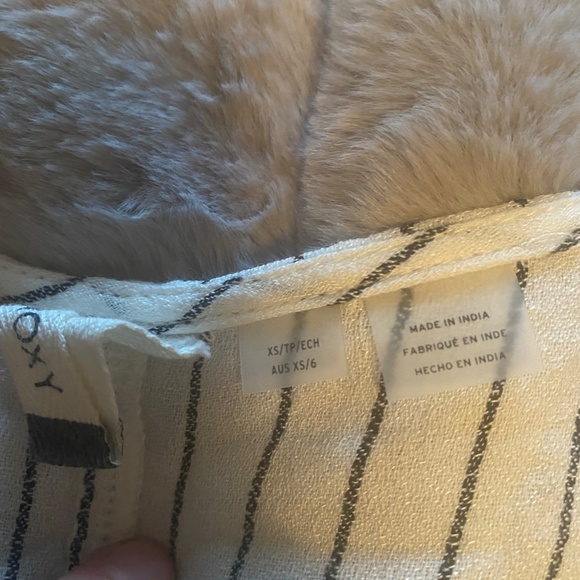 OXY
XS/TP/ECH
AUS XS/6
MADE IN INDIA
FABRIQUÉ EN INDE
HECHO EN INDIA